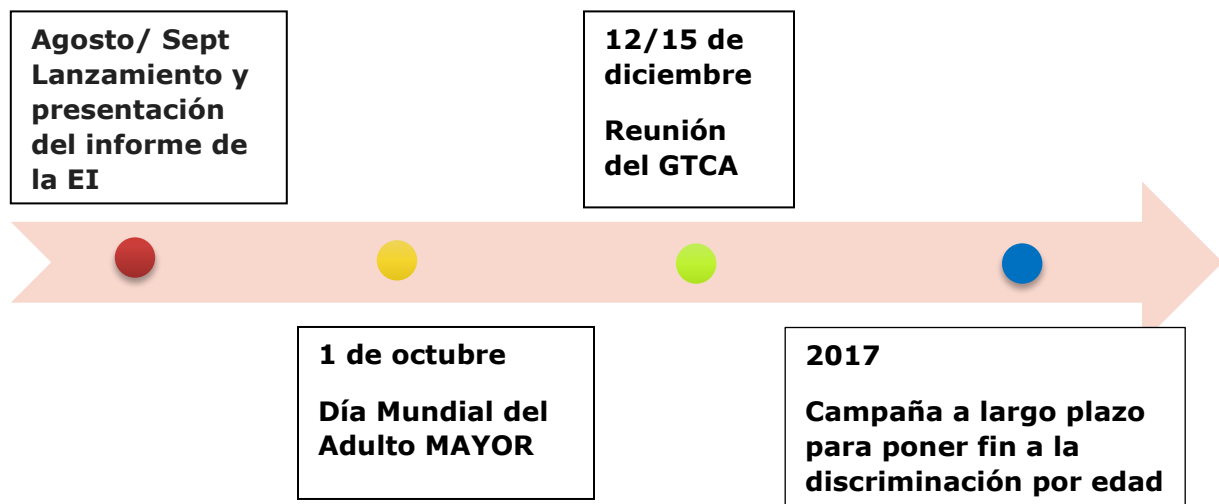 Agosto/ Sept
Lanzamiento y
presentación
del informe de
la EI
12/15 de
diciembre
Reunión
del GTCA
1 de octubre
Día Mundial del
Adulto MAYOR
2017
Campaña a largo plazo
para poner fin a la
discriminación por edad